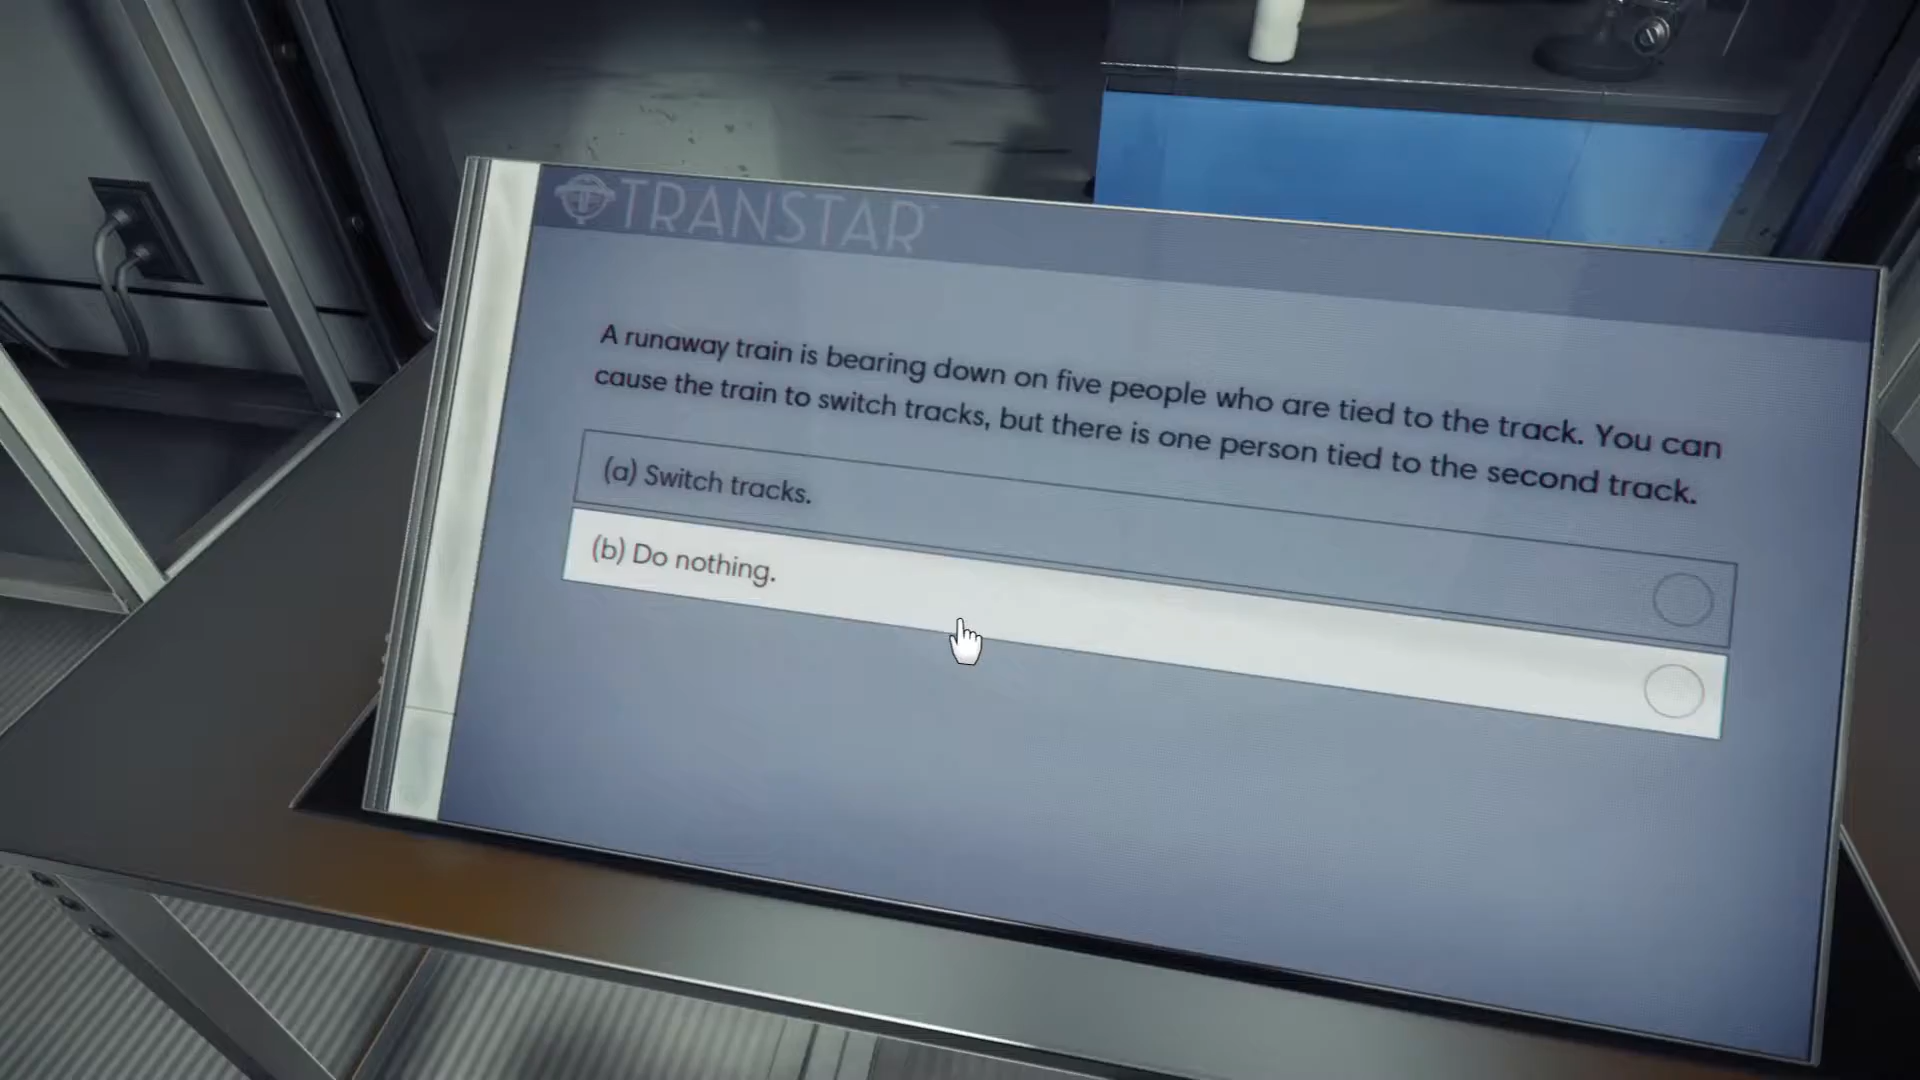 TRANSTAR
A runaway train is bearing down on five people who are tied to the track. You can
cause the train to switch tracks, but there is one person tied to the second track.
(a) Switch tracks.
(b) Do nothing.